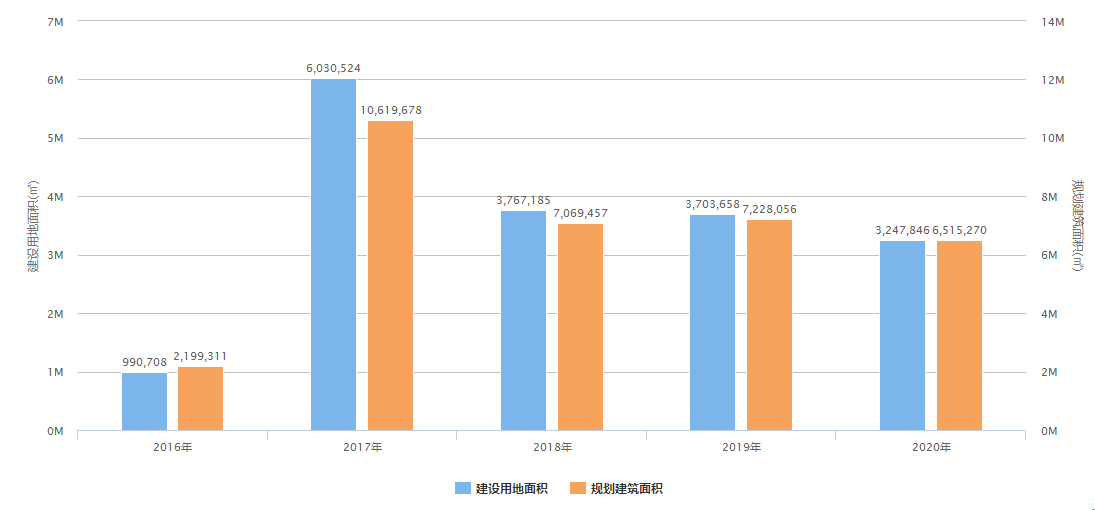 7M
14M
6M
12M
5M
10M
4M
8M
3M
6M
2M
4M
1M
2M
0M
0M
建设用地面积(㎡)
规划建筑面积(㎡)
990,708
2,199,311
6,030,524
10,619,678
3,767,185
7,069,457
3,703,658
7,228,056
3,247,846
6,515,270
2016年
2017年
2018年
2019年
2020年
建设用地面积
规划建筑面积